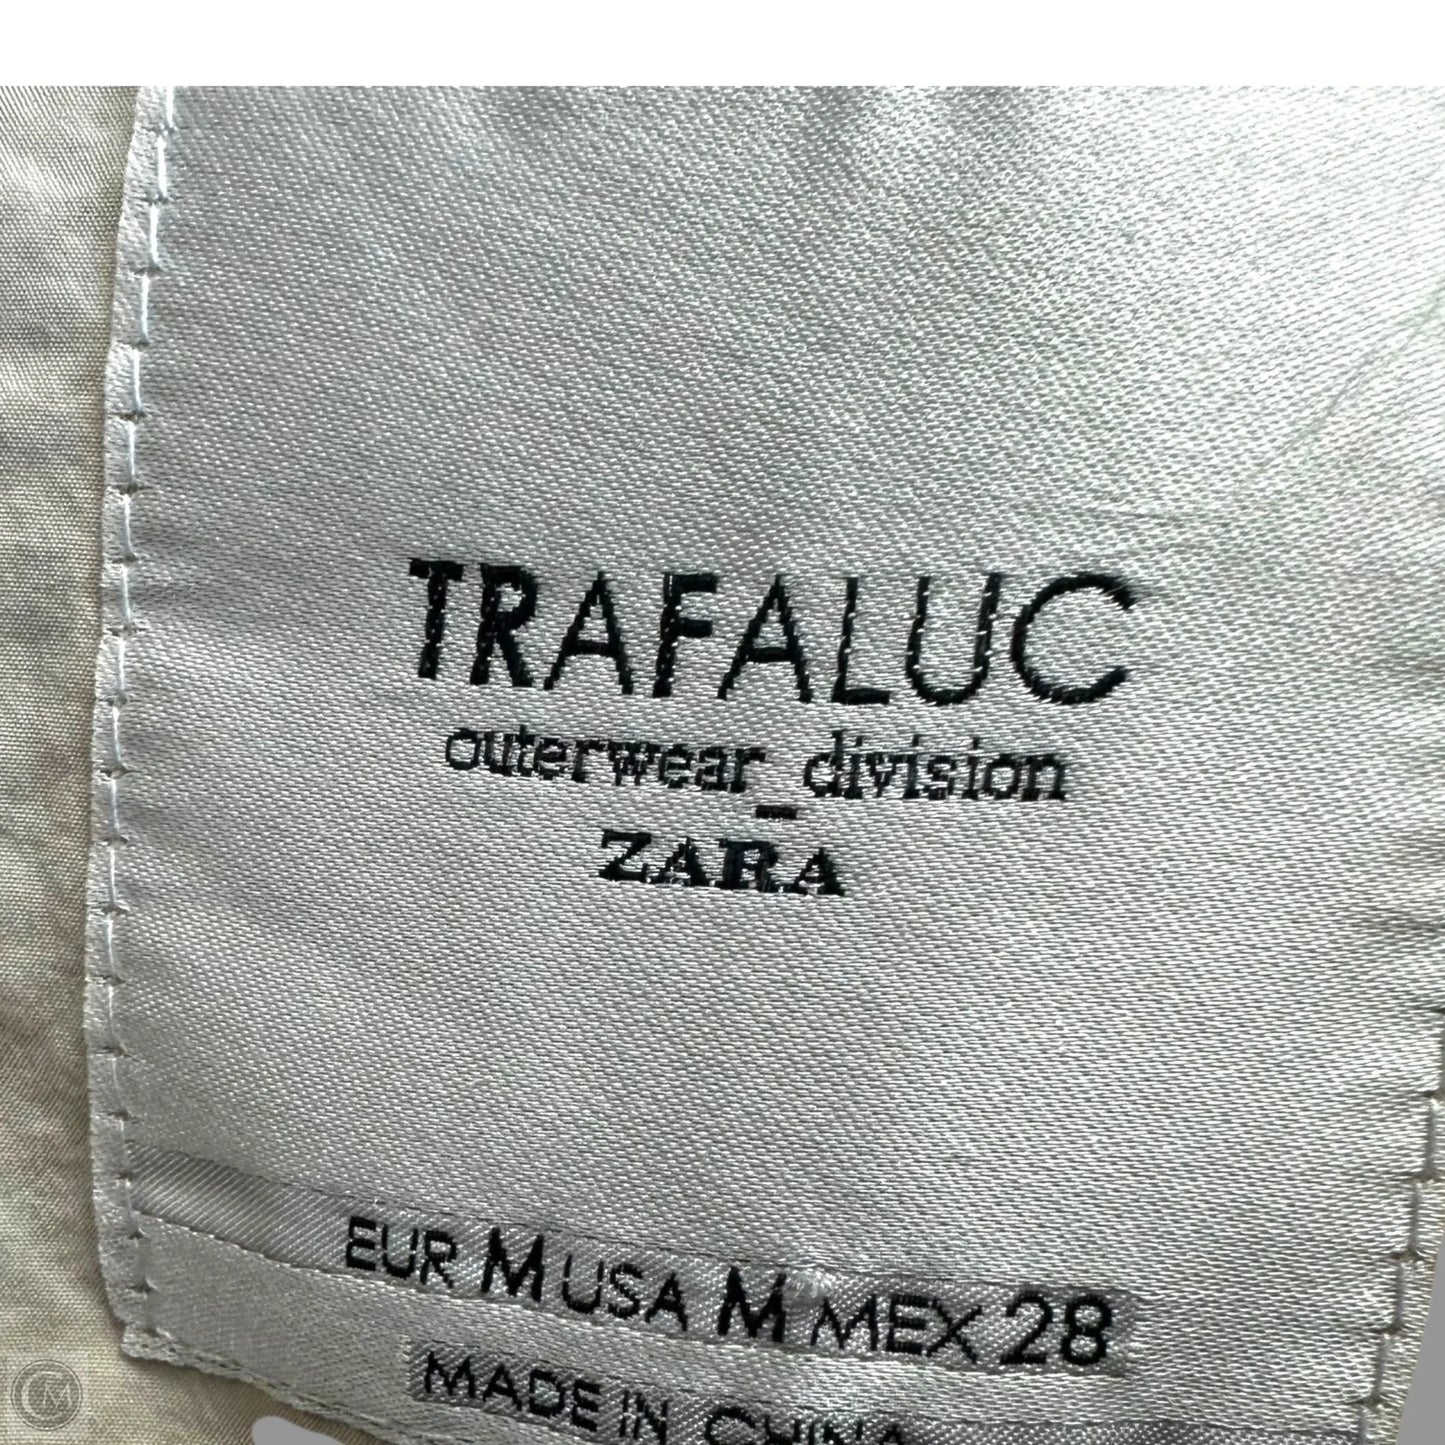 TRAFALUC
outerwear_division
ZARA
EUR M USA M MEX 28
MADE IN CHINA